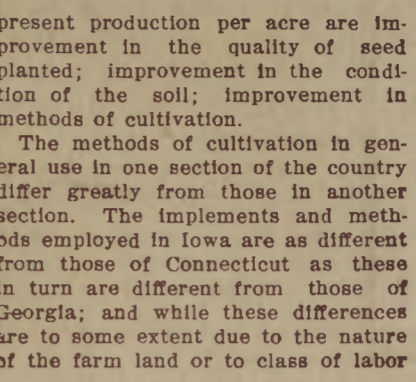 present production per acre are im-
provement in the quality of seed
planted; improvement in the condi-
tion of the soil; improvement in
methods of cultivation.
The methods of cultivation in gen-
eral use in one section of the country
differ greatly from those in another
section. The implements and meth-
ods employed in Iowa are as different
from those of Connecticut as these
in turn are different from those of
Georgia; and while these differences
are to some extent due to the nature
of the farm land or to class of labor